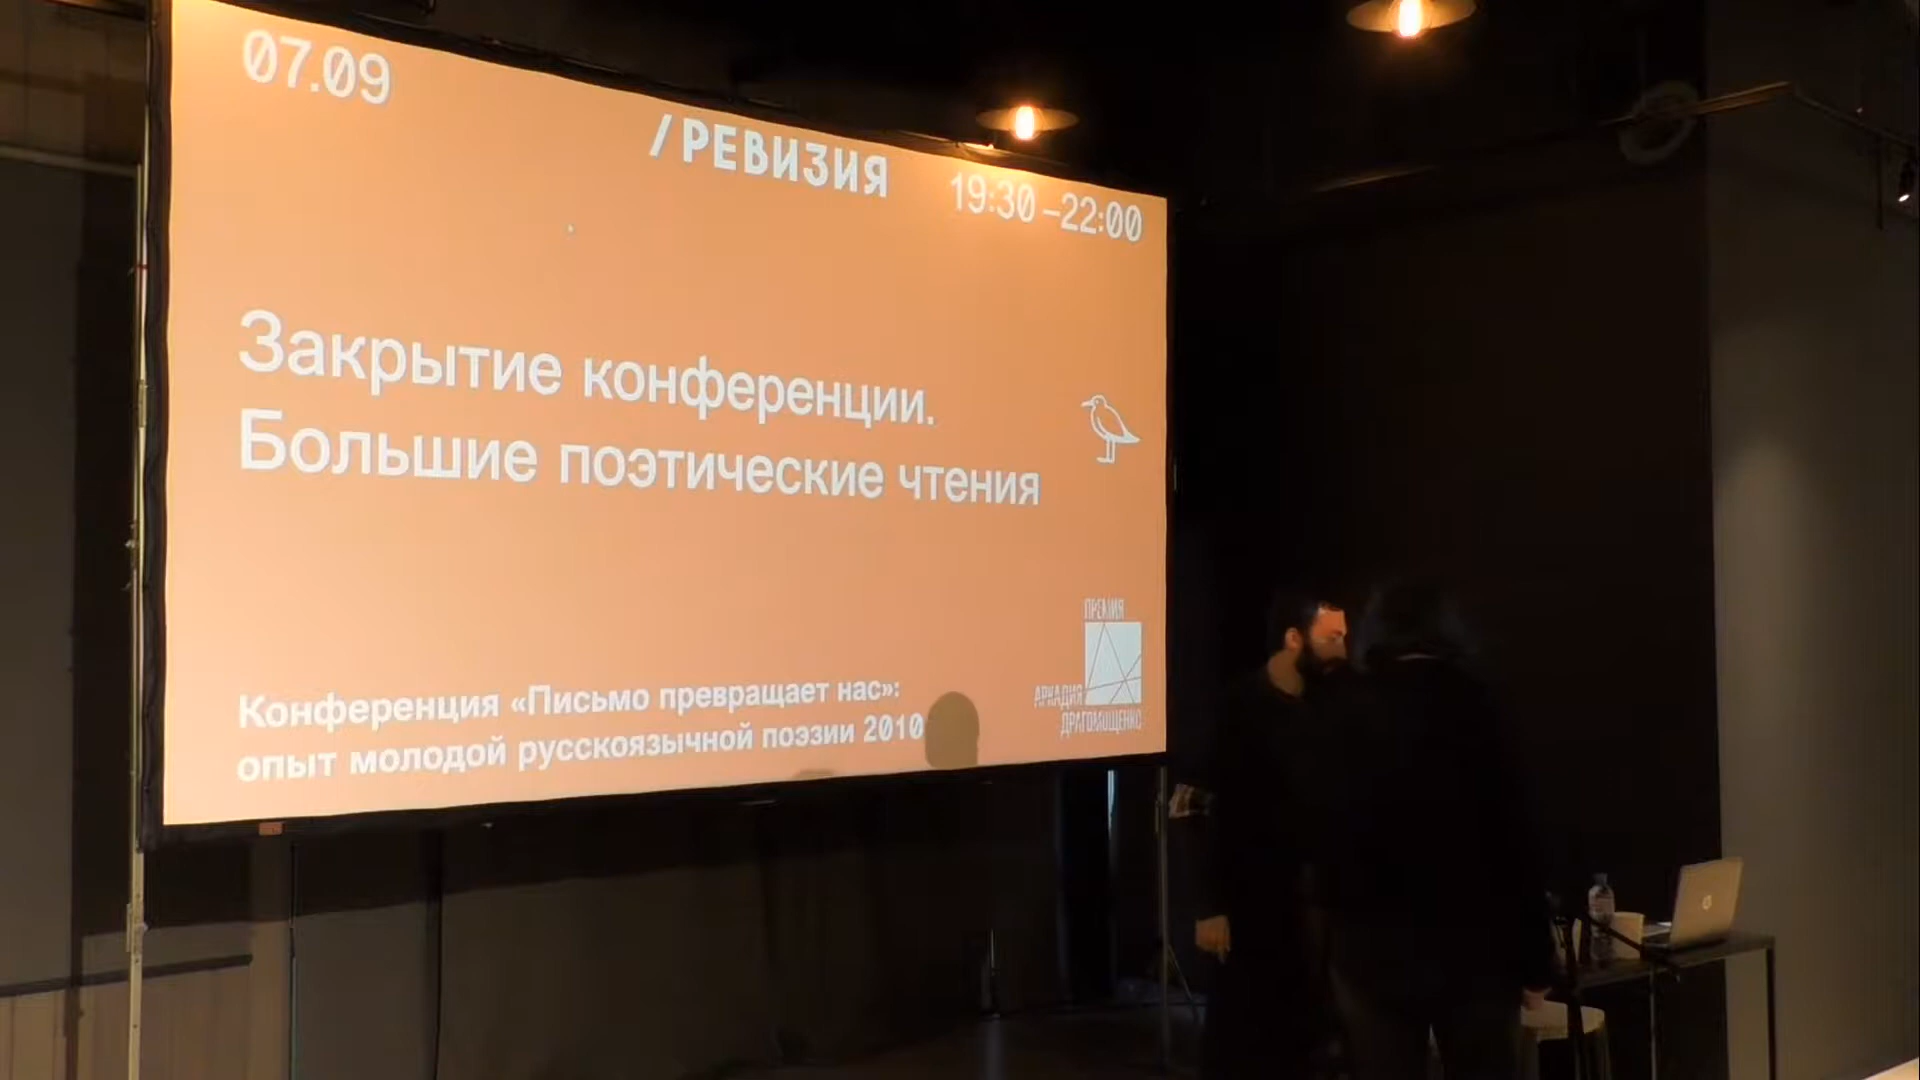 07.09
/РЕВИЗИЯ
19:30–22:00
Закрытие конференции.
Большие поэтические чтения
Конференция «Письмо превращает нас»:
опыт молодой русскоязычной поэзии 2010
ПРЕМИЯ
АРКАДИЯ
ДРАГОМОЩЕНКО